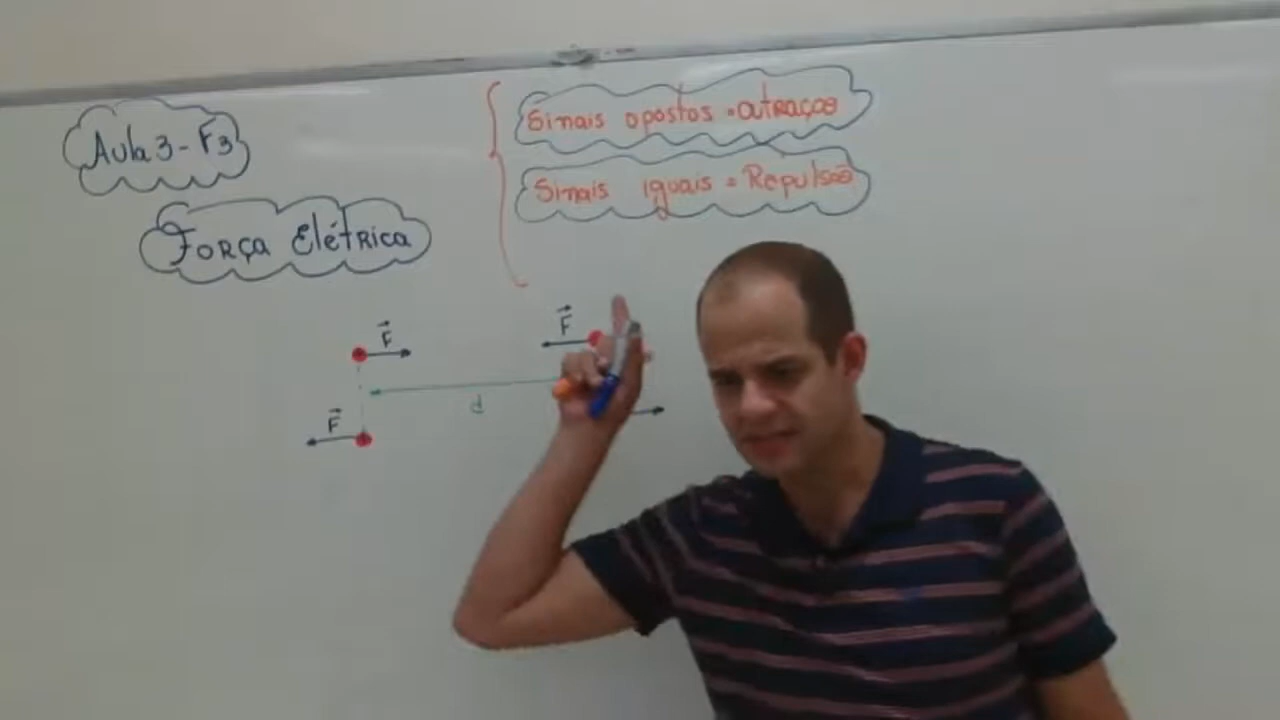 Aula 3 - F3
Força Elétrica
Sinais opostos = atração
Sinais iguais = Repulsão
F
F
F
d